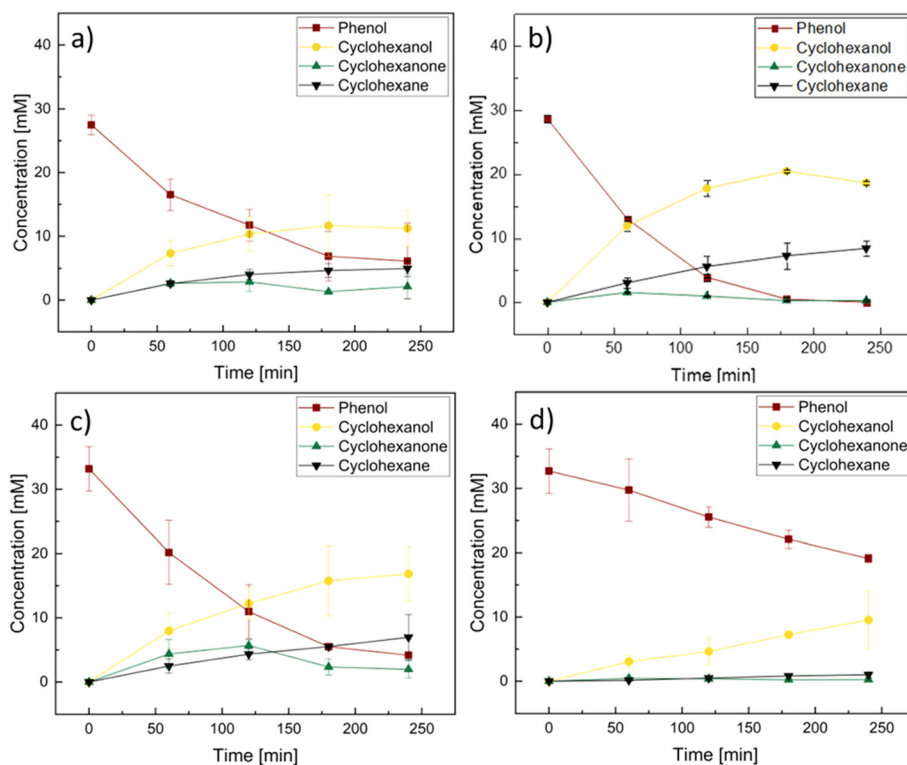 a)
Phenol
Cyclohexanol
Cyclohexanone
Cyclohexane
Concentration [mM]
40
30
20
10
0
0 50 100 150 200 250
Time [min]
b)
Phenol
Cyclohexanol
Cyclohexanone
Cyclohexane
Concentration [mM]
40
30
20
10
0
0 50 100 150 200 250
Time [min]
c)
Phenol
Cyclohexanol
Cyclohexanone
Cyclohexane
Concentration [mM]
40
30
20
10
0
0 50 100 150 200 250
Time [min]
d)
Phenol
Cyclohexanol
Cyclohexanone
Cyclohexane
Concentration [mM]
40
30
20
10
0
0 50 100 150 200 250
Time [min]